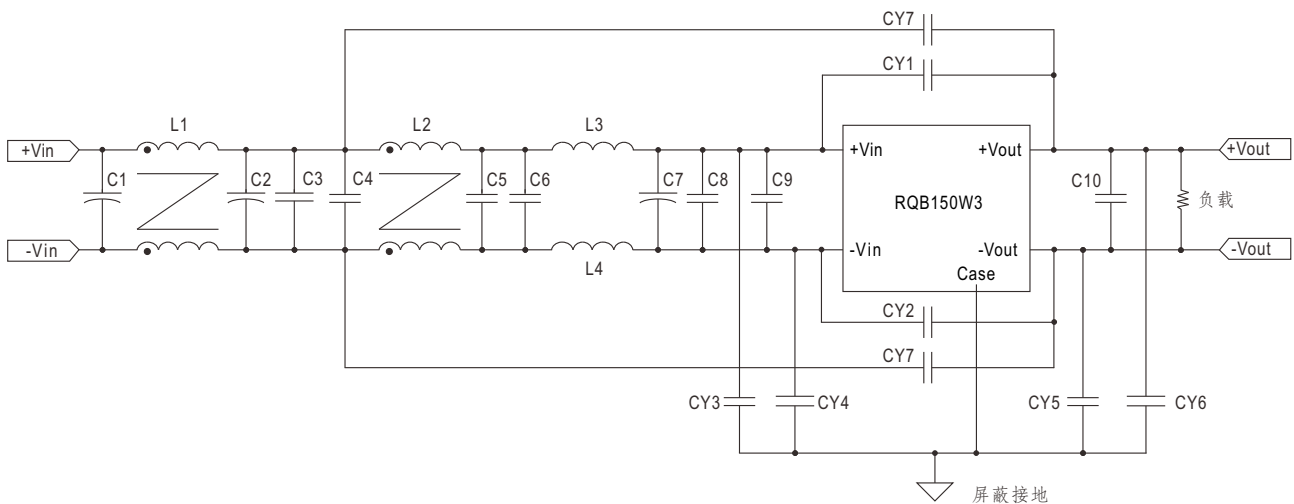 CY7
CY1
L1
L2
L3
+Vin
+Vin
+Vout
+Vout
C1
C2
C3
C4
C5
C6
C7
C8
C9
RQB150W3
C10
负载
-Vin
-Vin
-Vout
-Vout
L4
Case
CY2
CY7
CY3
CY4
CY5
CY6
屏蔽接地